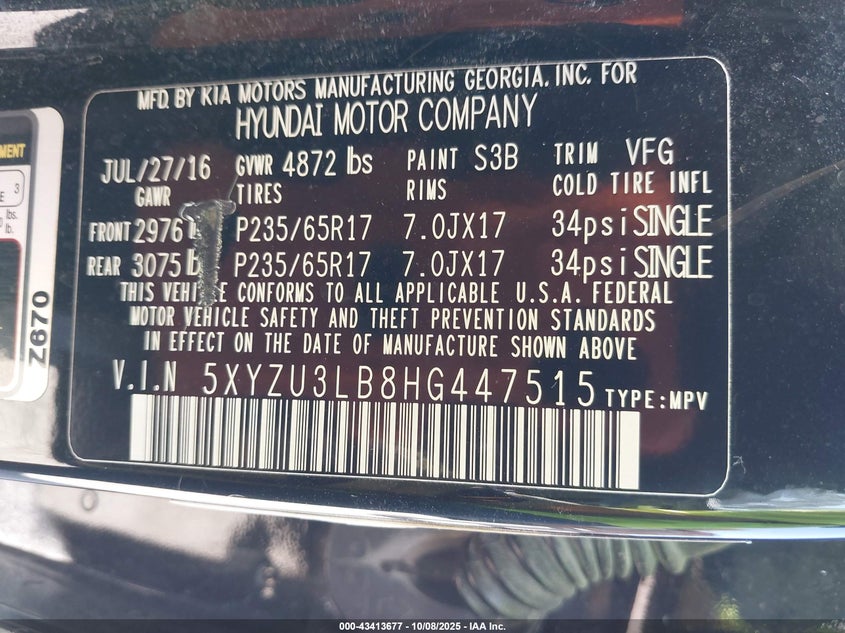 MFD. BY KIA MOTORS MANUFACTURING GEORGIA, INC. FOR
HYUNDAI MOTOR COMPANY
JUL/27/16 GVWR 4872 lbs PAINT S3B TRIM VFG
GAWR TIRES RIMS COLD TIRE INFL
FRONT 2976 P235/65R17 7.0JX17 34psi SINGLE
REAR 3075 P235/65R17 7.0JX17 34psi SINGLE
THIS VEHICLE CONFORMS TO ALL APPLICABLE U.S.A. FEDERAL
MOTOR VEHICLE SAFETY AND THEFT PREVENTION STANDARDS
IN EFFECT ON THE DATE OF MANUFACTURE SHOWN ABOVE
V.I.N 5XYZU3LB8HG447515 TYPE:MPV
3
lbs.
lb.
Z670
000-43413677 - 10/08/2025 - IAA Inc.